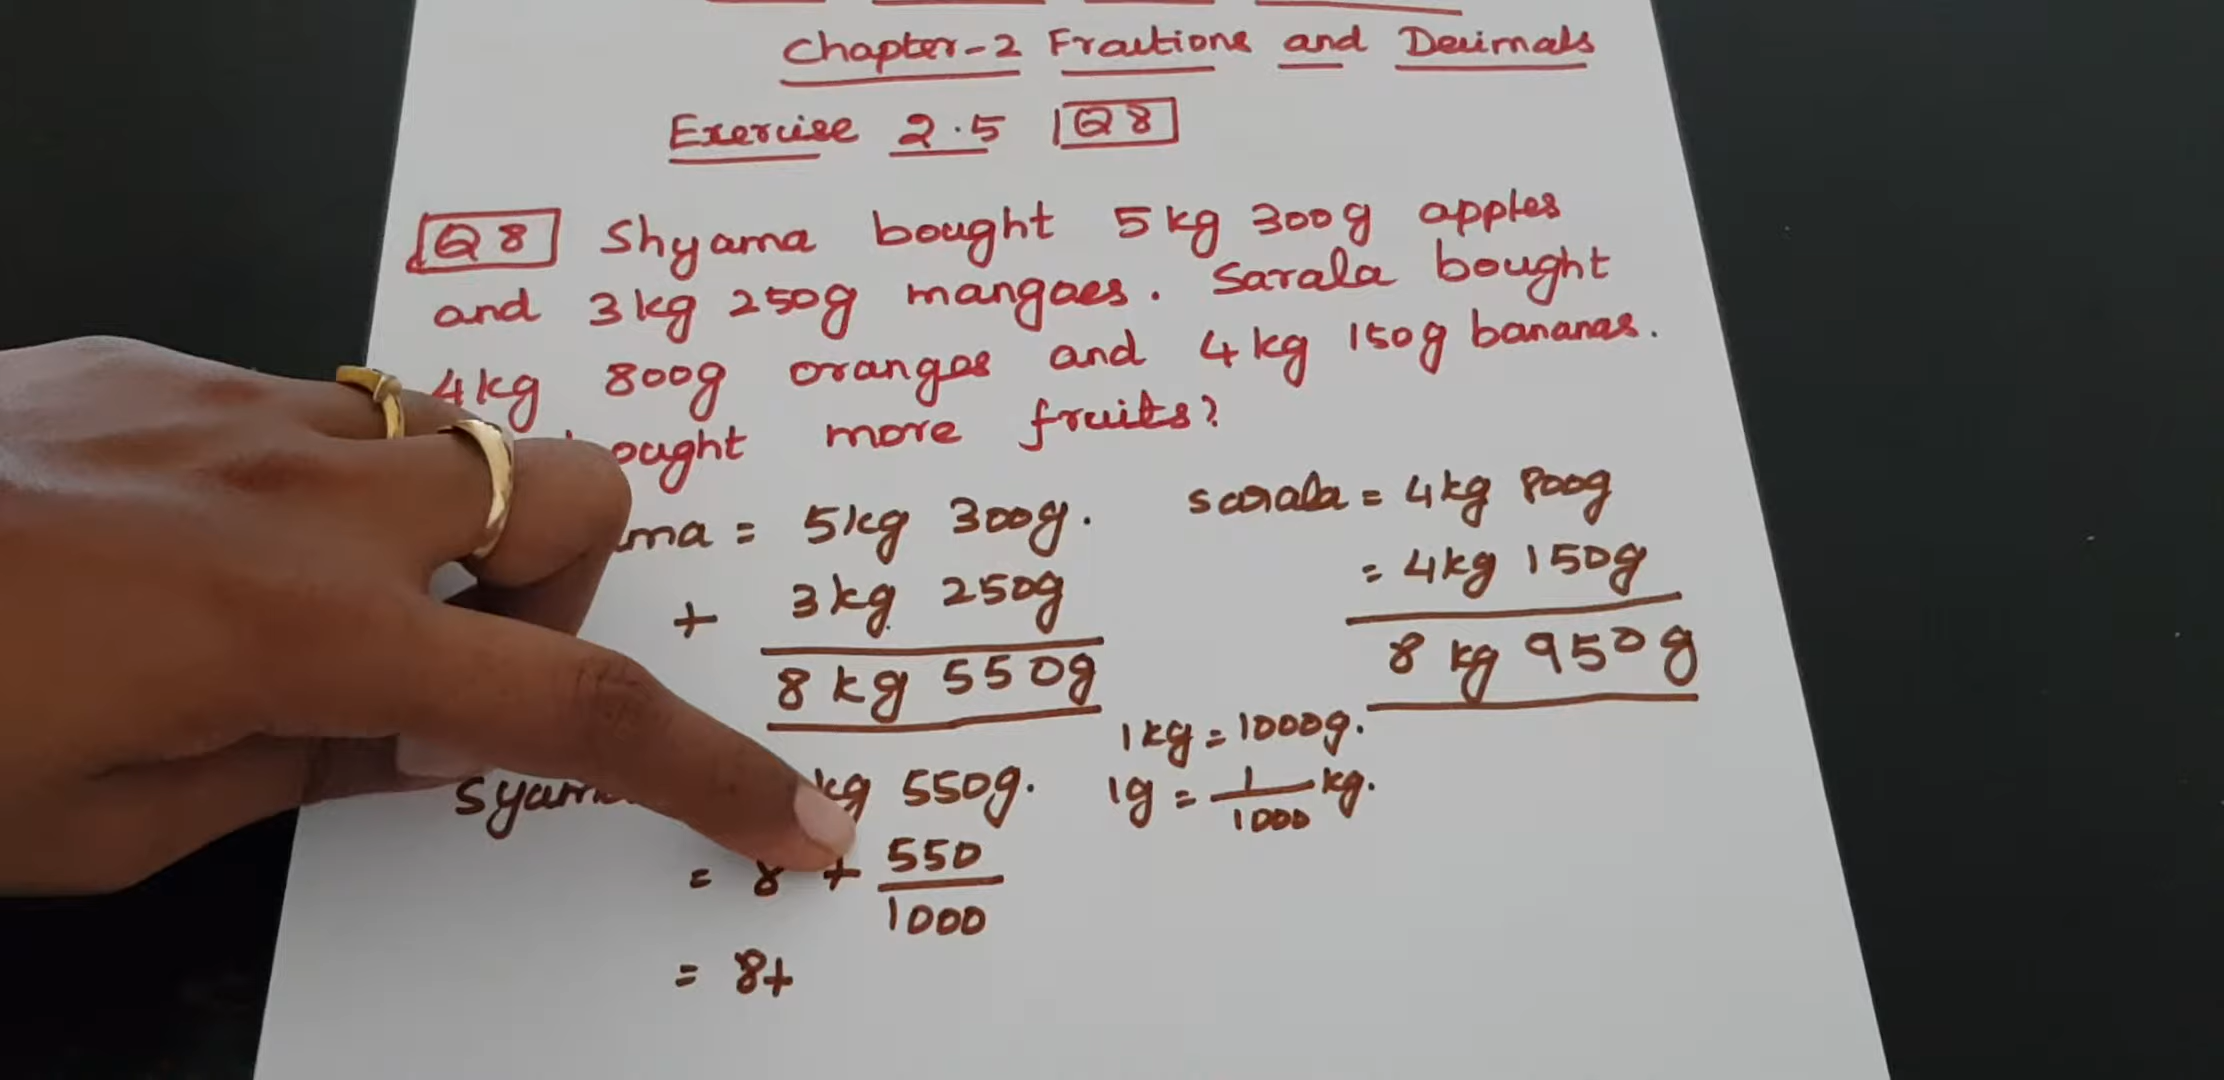 Chapter-2 Fractions and Decimals
Exercise 2.5 Q8
Q8 Shyama bought 5kg 300g apples
and 3kg 250g mangoes. Sarala bought
4kg 800g oranges and 4kg 150g bananas.
ought more fruits?
ma = 5kg 300g.
+ 3kg 250g
8kg 550g
Sarala = 4kg 800g
= 4kg 150g
8 kg 950g
1kg = 1000g.
1g = 1/1000 kg.
Syama kg 550g.
= 8 + 550/1000
= 8+